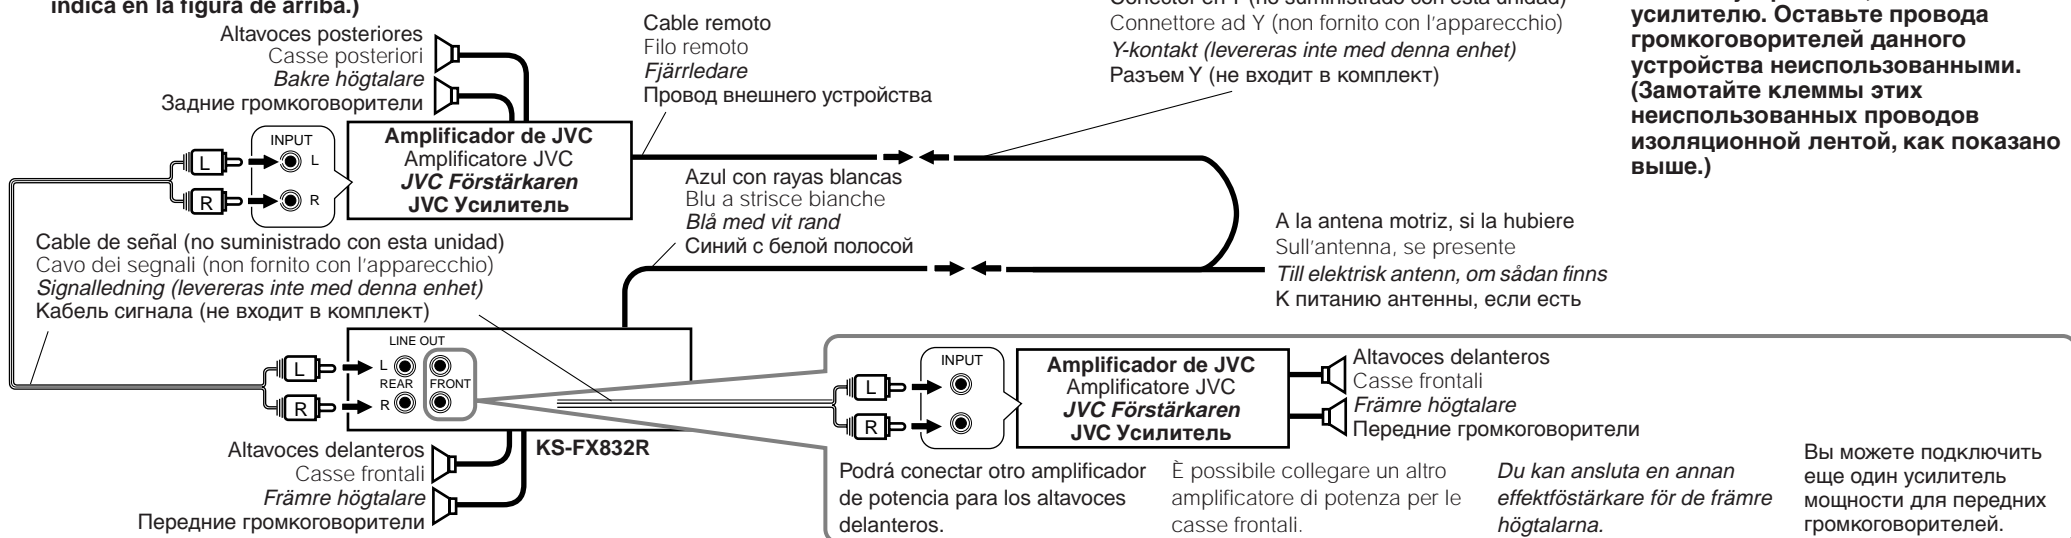 indica en la figura de arriba.)
Altavoces posteriores
Casse posteriori
Bakre högtalare
Задние громкоговорители
Cable remoto
Filo remoto
Fjärrledare
Провод внешнего устройства
Connettore ad Y (non fornito con l'apparecchio)
Y-kontakt (levereras inte med denna enhet)
Разъем Y (не входит в комплект)
усилителю. Оставьте провода
громкоговорителей данного
устройства неиспользованными.
(Замотайте клеммы этих
неиспользованных проводов
изоляционной лентой, как показано
выше.)
INPUT
L
L
R
R
Amplificador de JVC
Amplificatore JVC
JVC Förstärkaren
JVC Усилитель
Azul con rayas blancas
Blu a strisce bianche
Blå med vit rand
Синий с белой полосой
A la antena motriz, si la hubiere
Sull'antenna, se presente
Till elektrisk antenn, om sådan finns
К питанию антенны, если есть
Cable de señal (no suministrado con esta unidad)
Cavo dei segnali (non fornito con l'apparecchio)
Signalledning (levereras inte med denna enhet)
Кабель сигнала (не входит в комплект)
LINE OUT
L
L
REAR
FRONT
R
R
KS-FX832R
Altavoces delanteros
Casse frontali
Främre högtalare
Передние громкоговорители
INPUT
L
R
Amplificador de JVC
Amplificatore JVC
JVC Förstärkaren
JVC Усилитель
Altavoces delanteros
Casse frontali
Främre högtalare
Передние громкоговорители
Podrá conectar otro amplificador
de potencia para los altavoces
delanteros.
È possibile collegare un altro
amplificatore di potenza per le
casse frontali.
Du kan ansluta en annan
effektföstärkare för de främre
högtalarna.
Вы можете подключить
еще один усилитель
мощности для передних
громкоговорителей.